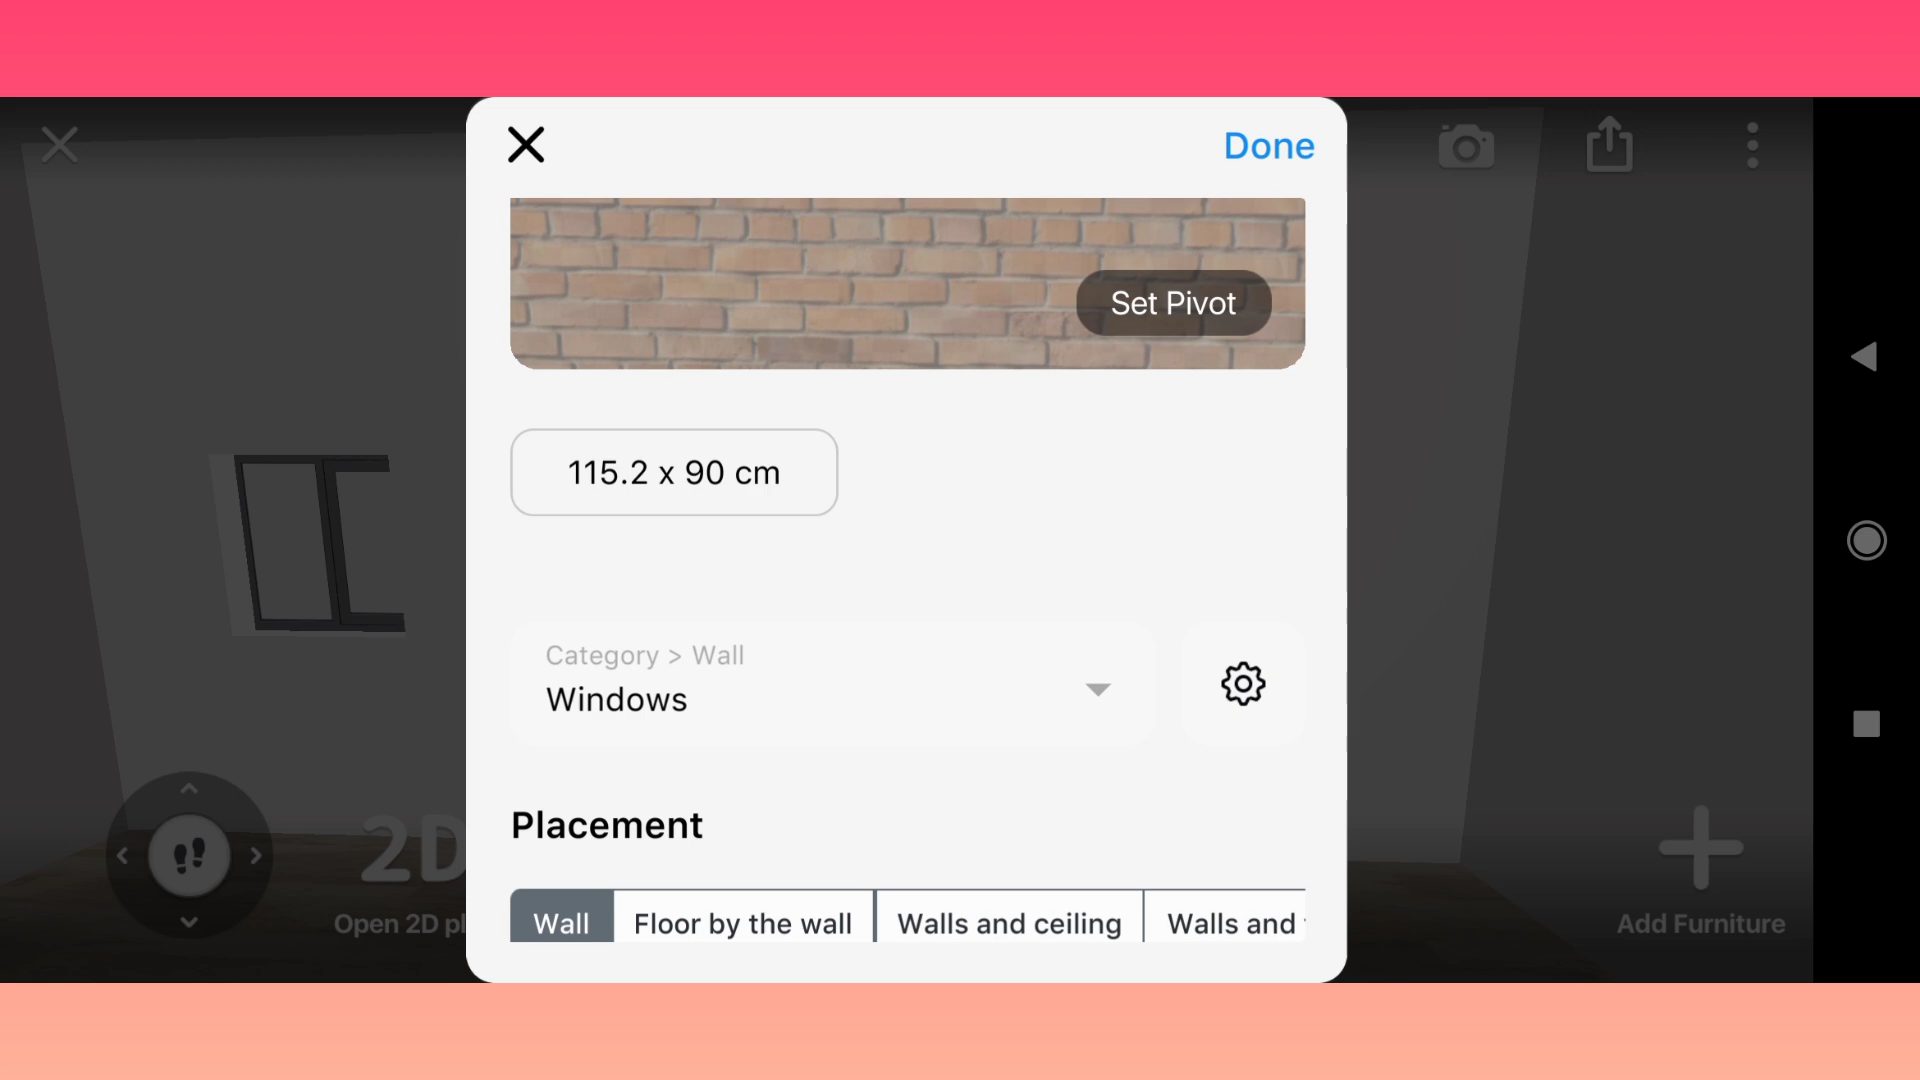 Done
Set Pivot
115.2 x 90 cm
Category > Wall
Windows
Placement
Wall
Floor by the wall
Walls and ceiling
Walls and
2D
Open 2D pl
Add Furniture